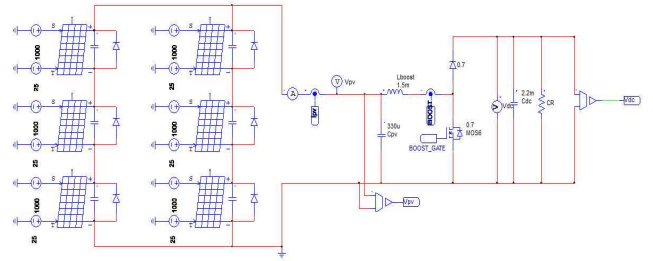 S
+
1000
T
−
25
S
+
1000
T
−
25
S
+
1000
T
−
25
S
+
1000
T
−
25
S
+
1000
T
−
25
S
+
1000
T
−
25
A
Ipv
V
Vpv
Lboost
1.5m
BOOST
0.7
330u
Cpv
0.7
MOS6
BOOST_GATE
V
Vdc
2.2m
Cdc
CR
Vdc
Vpv